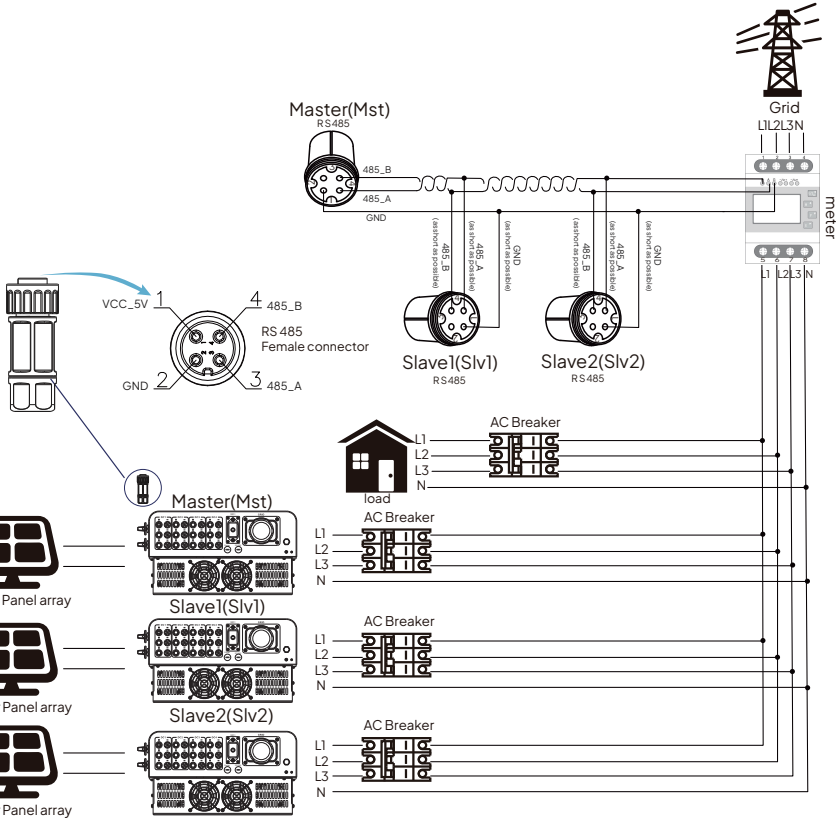 Grid
L1L2L3N
Master(Mst)
RS485
485_B
485_A
GND
meter
1 2 3 4
5 6 7 8
L1 L2L3 N
485_B
(as short as possible)
485_A
(as short as possible)
GND
(as short as possible)
485_B
(as short as possible)
485_A
(as short as possible)
GND
(as short as possible)
Slave1(Slv1)
RS485
Slave2(Slv2)
RS485
VCC_5V 1
4 485_B
RS 485
Female connector
GND 2
3 485_A
AC Breaker
L1
L2
L3
N
load
Master(Mst)
AC Breaker
L1
L2
L3
N
Panel array
Slave1(Slv1)
AC Breaker
L1
L2
L3
N
Panel array
Slave2(Slv2)
AC Breaker
L1
L2
L3
N
Panel array